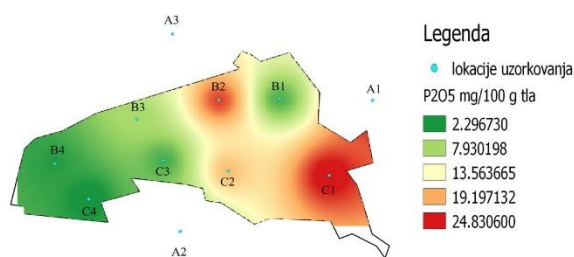 A3
Legenda
lokacije uzorkovanja
A1
B2
B1
P2O5 mg/100 g tla
B3
2.296730
7.930198
B4
C3
13.563665
C2
C1
19.197132
C4
24.830600
A2